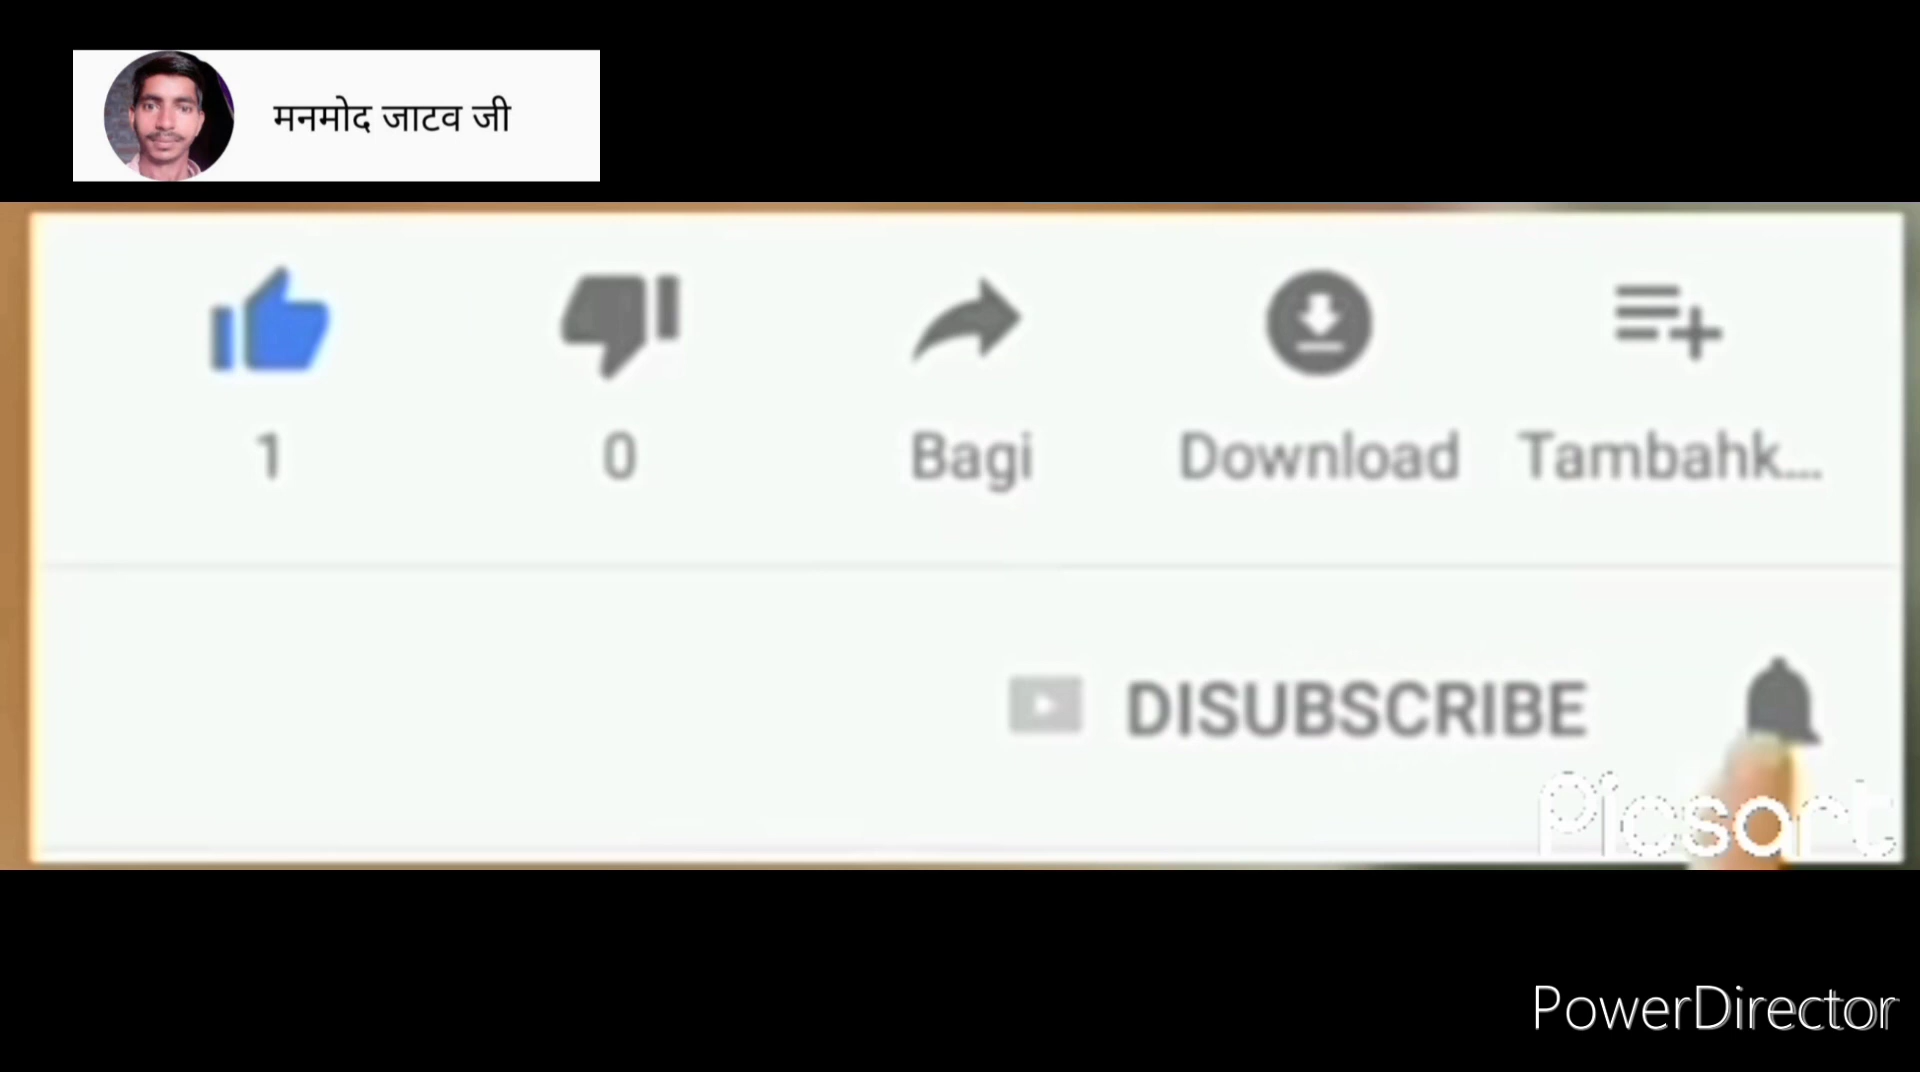 मनमोद जाटव जी
1 0 Bagi Download Tambahk...
DISUBSCRIBE
Picsart
PowerDirector